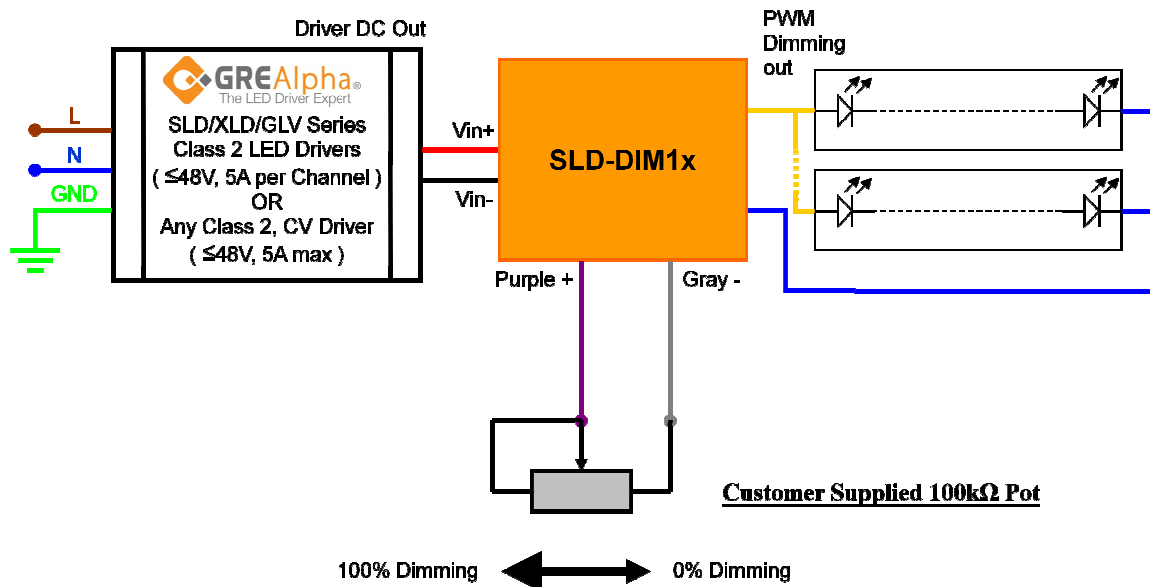 Driver DC Out
PWM
Dimming
out
GREAlpha®
The LED Driver Expert
L
N
GND
SLD/XLD/GLV Series
Class 2 LED Drivers
( ≤48V, 5A per Channel )
OR
Any Class 2, CV Driver
( ≤48V, 5A max )
Vin+
Vin-
SLD-DIM1x
Purple +
Gray -
Customer Supplied 100kΩ Pot
100% Dimming
0% Dimming